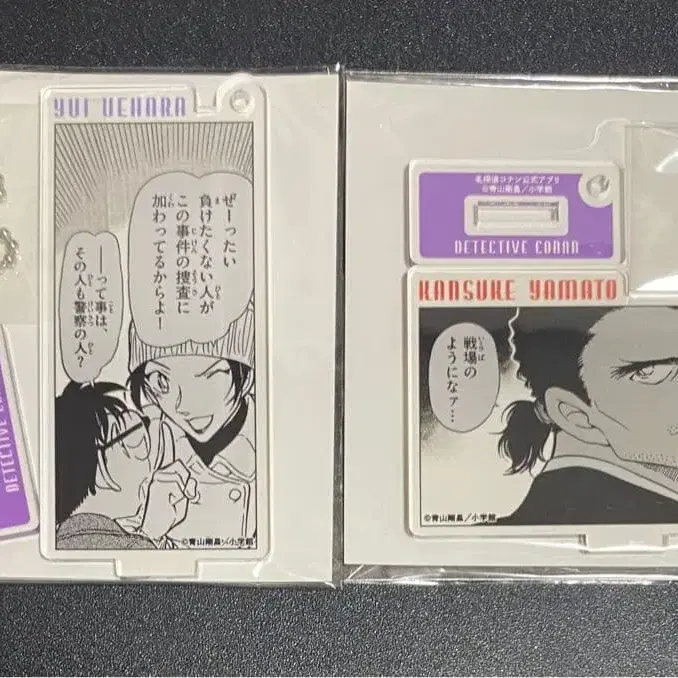 YUI UEHARA
ぜーったい
負けたくない人が
この事件の捜査に
加わってるからよ！
——って事は、
その人も警察の人？
©青山剛昌／小学館
DETECTIVE CO
名探偵コナン公式アプリ
©青山剛昌／小学館
DETECTIVE CONAN
KANSUKE YAMATO
戦場の
ようになァ…
©青山剛昌／小学館